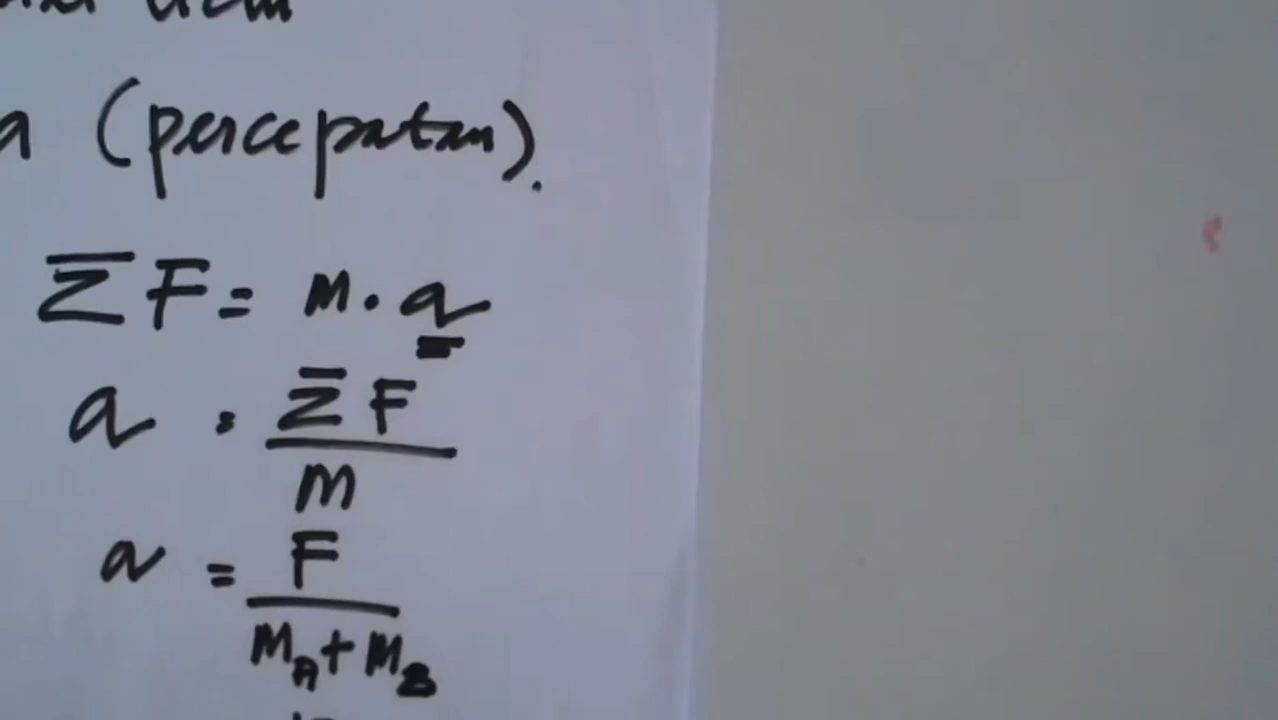 a (percepatan).
ΣF = m · a
a = ΣF / m
a = F / (mA + mB)